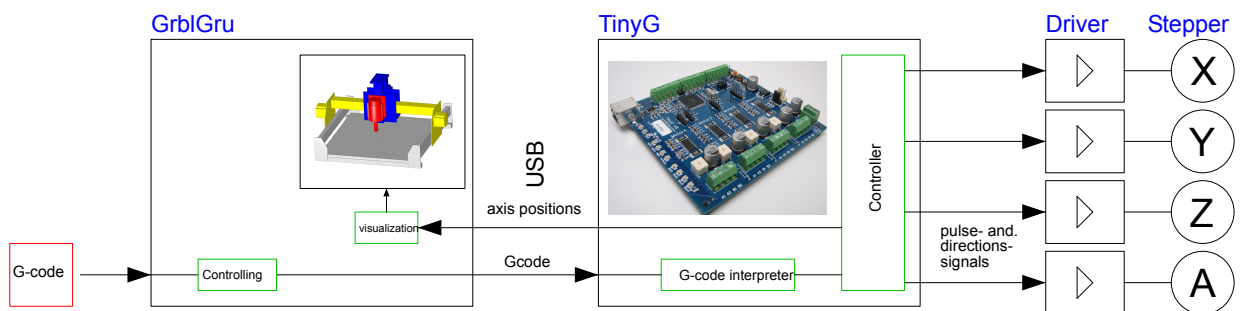 GrblGru
TinyG
Driver
Stepper
X
Y
Z
A
USB
axis positions
visualization
Controller
pulse- and.
directions-
signals
G-code
Controlling
Gcode
G-code interpreter